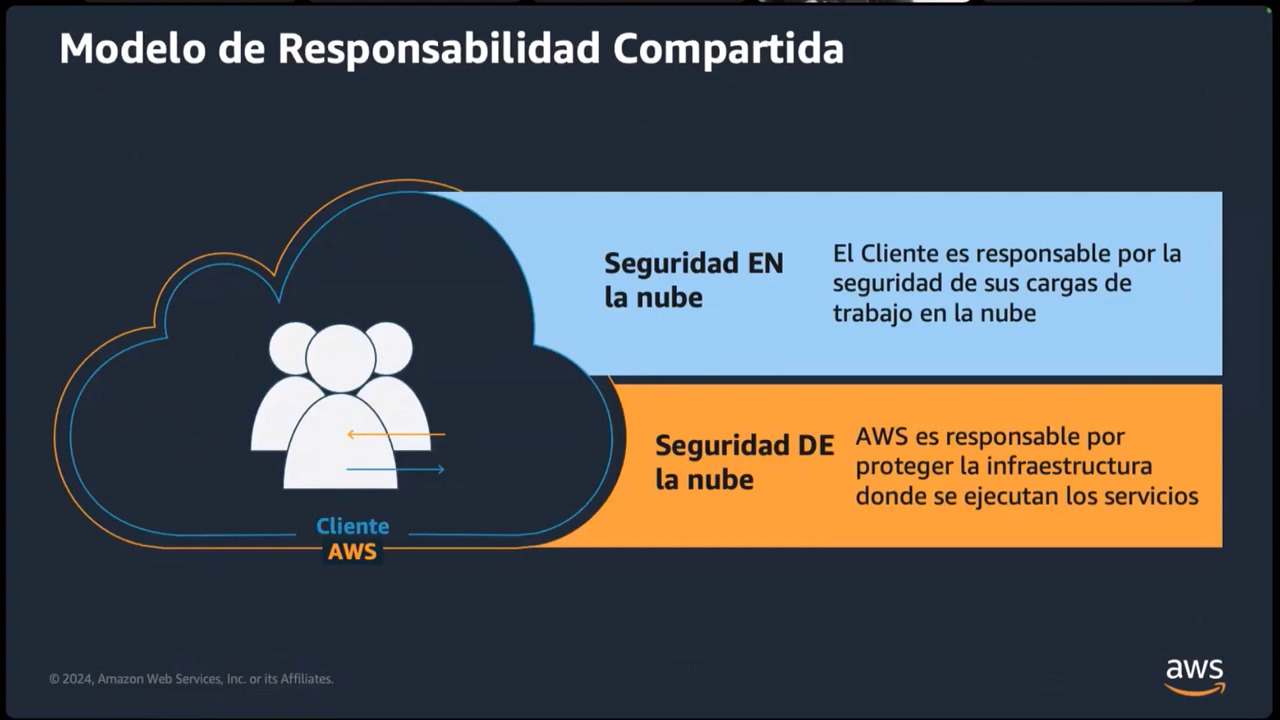 Modelo de Responsabilidad Compartida
Seguridad EN
la nube
El Cliente es responsable por la
seguridad de sus cargas de
trabajo en la nube
Seguridad DE
la nube
AWS es responsable por
proteger la infraestructura
donde se ejecutan los servicios
Cliente
AWS
© 2024, Amazon Web Services, Inc. or its Affiliates.
aws